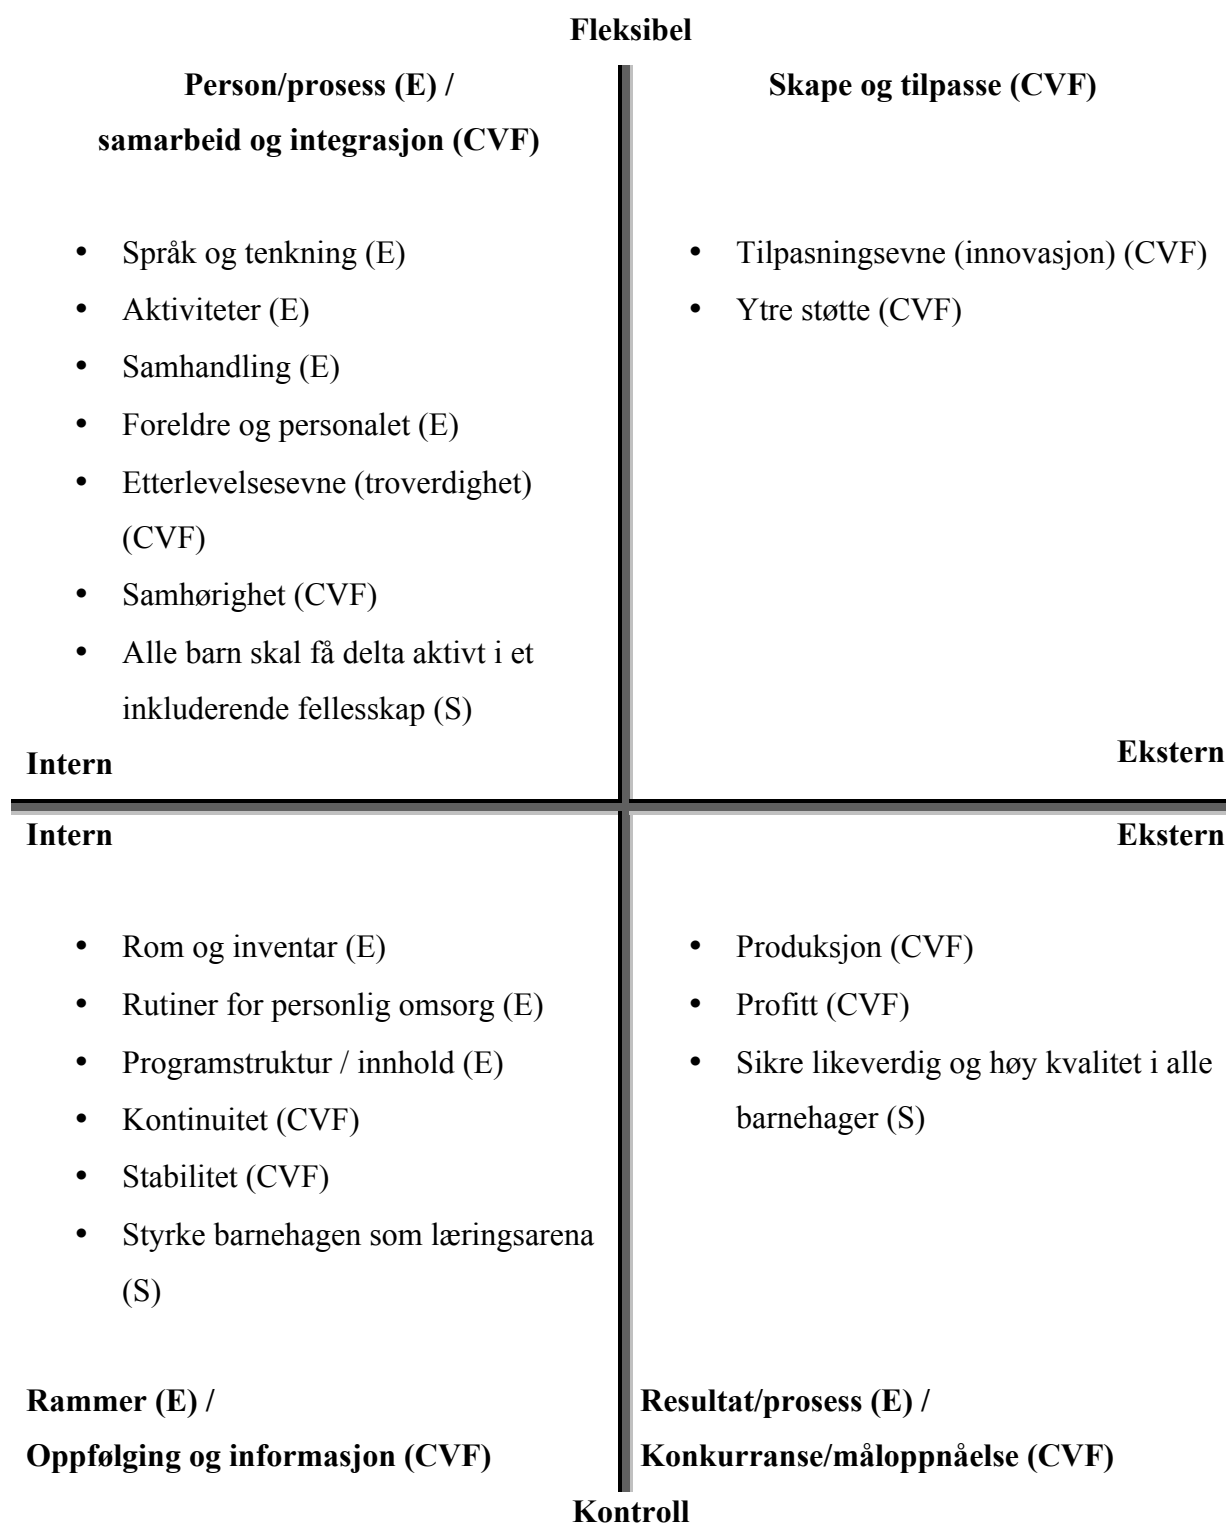 Fleksibel
Person/prosess (E) /
samarbeid og integrasjon (CVF)
• Språk og tenkning (E)
• Aktiviteter (E)
• Samhandling (E)
• Foreldre og personalet (E)
• Etterlevelsesevne (troverdighet)
(CVF)
• Samhørighet (CVF)
• Alle barn skal få delta aktivt i et
inkluderende fellesskap (S)
Intern
Skape og tilpasse (CVF)
• Tilpasningsevne (innovasjon) (CVF)
• Ytre støtte (CVF)
Ekstern
Intern
• Rom og inventar (E)
• Rutiner for personlig omsorg (E)
• Programstruktur / innhold (E)
• Kontinuitet (CVF)
• Stabilitet (CVF)
• Styrke barnehagen som læringsarena
(S)
Rammer (E) /
Oppfølging og informasjon (CVF)
Ekstern
• Produksjon (CVF)
• Profitt (CVF)
• Sikre likeverdig og høy kvalitet i alle
barnehager (S)
Resultat/prosess (E) /
Konkurranse/måloppnåelse (CVF)
Kontroll